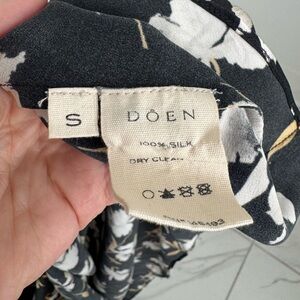 S
DÔEN
100% SILK
DRY CLEAN